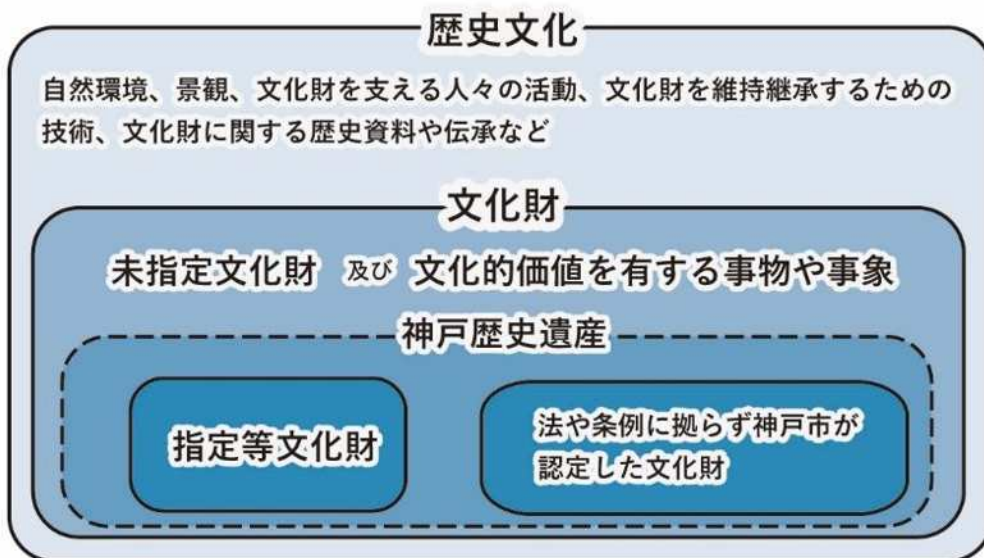 歴史文化
自然環境、景観、文化財を支える人々の活動、文化財を維持継承するための
技術、文化財に関する歴史資料や伝承など
文化財
未指定文化財 及び 文化的価値を有する事物や事象
神戸歴史遺産
指定等文化財
法や条例に拠らず神戸市が
認定した文化財